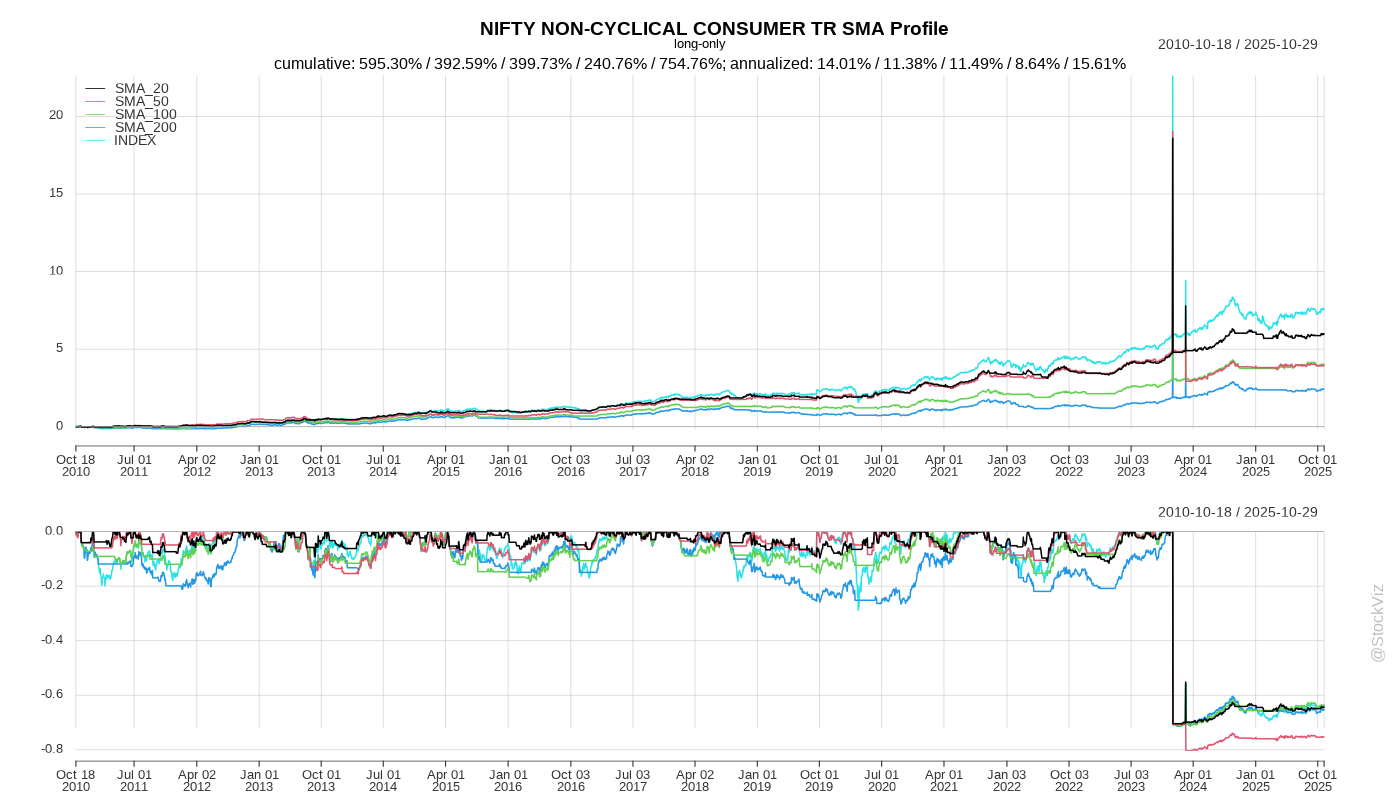 NIFTY NON-CYCLICAL CONSUMER TR SMA Profile
long-only
2010-10-18 / 2025-10-29
cumulative: 595.30% / 392.59% / 399.73% / 240.76% / 754.76%; annualized: 14.01% / 11.38% / 11.49% / 8.64% / 15.61%
SMA_20
SMA_50
SMA_100
SMA_200
INDEX
20
15
10
5
0
Oct 18 Jul 01 Apr 02 Jan 01 Oct 01 Jul 01 Apr 01 Jan 01 Oct 03 Jul 03 Apr 02 Jan 01 Oct 01 Jul 01 Apr 01 Jan 03 Oct 03 Jul 03 Apr 01 Jan 01 Oct 01
2010 2011 2012 2013 2013 2014 2015 2016 2016 2017 2018 2019 2019 2020 2021 2022 2022 2023 2024 2025 2025
2010-10-18 / 2025-10-29
0.0
-0.2
-0.4
-0.6
-0.8
Oct 18 Jul 01 Apr 02 Jan 01 Oct 01 Jul 01 Apr 01 Jan 01 Oct 03 Jul 03 Apr 02 Jan 01 Oct 01 Jul 01 Apr 01 Jan 03 Oct 03 Jul 03 Apr 01 Jan 01 Oct 01
2010 2011 2012 2013 2013 2014 2015 2016 2016 2017 2018 2019 2019 2020 2021 2022 2022 2023 2024 2025 2025
@StockViz